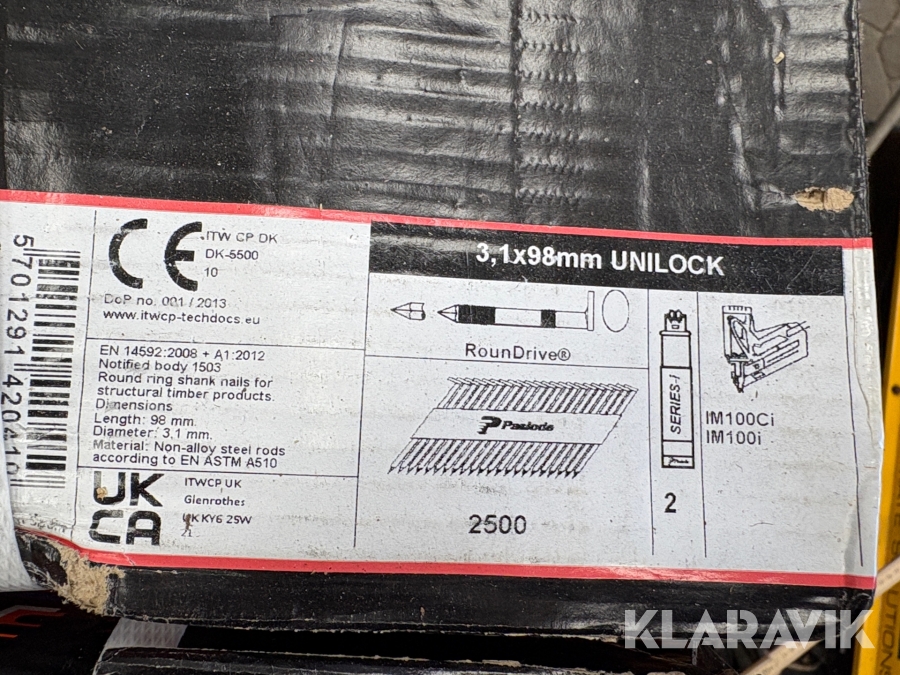 3,1x98mm UNILOCK
ITW CP DK
DK-5500
10
DoP no. 001 / 2013
www.itwcp-techdocs.eu
EN 14592:2008 + A1:2012
Notified body 1503
Round ring shank nails for
structural timber products.
Dimensions
Length: 98 mm
Diameter: 3,1 mm.
Material: Non-alloy steel rods
according to EN ASTM A510
UK
CA
ITWCP UK
Glenrothes
UK KY6 2SW
21
RounDrive®
Paslode
2500
SERIES-i
2
IM100Ci
IM100i
KLARAVIK